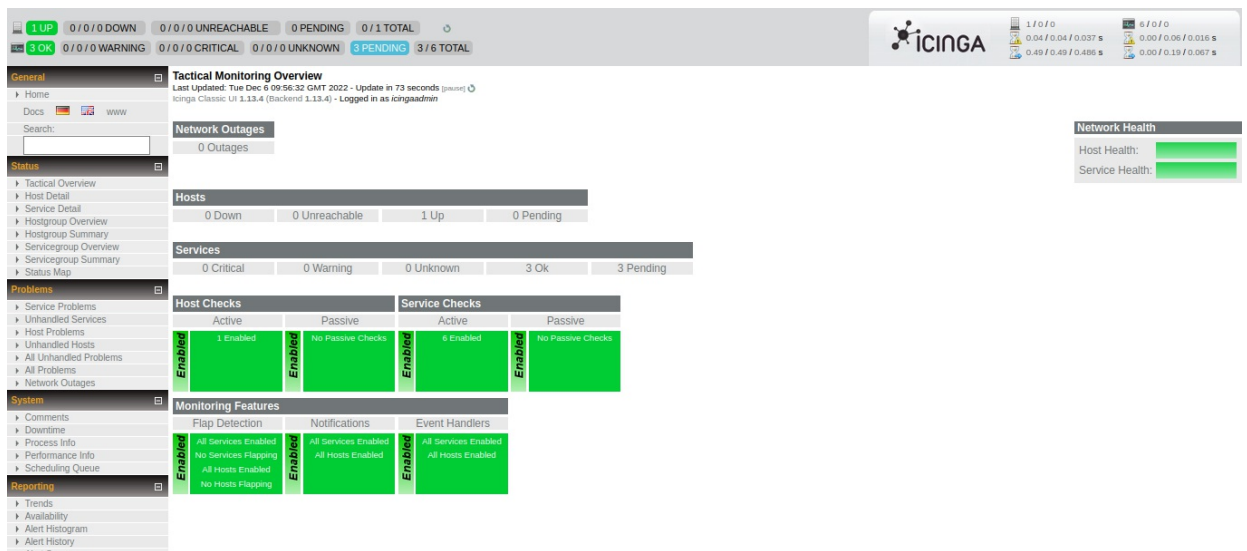 1 UP 0 / 0 / 0 DOWN 0 / 0 / 0 UNREACHABLE 0 PENDING 0 / 1 TOTAL
3 OK 0 / 0 / 0 WARNING 0 / 0 / 0 CRITICAL 0 / 0 / 0 UNKNOWN 3 PENDING 3 / 6 TOTAL
ICINGA
1 / 0 / 0 6 / 0 / 0
0.04 / 0.04 / 0.037 s 0.00 / 0.06 / 0.016 s
0.49 / 0.49 / 0.486 s 0.00 / 0.19 / 0.067 s
General
Home
Docs www
Search:
Status
Tactical Overview
Host Detail
Service Detail
Hostgroup Overview
Hostgroup Summary
Servicegroup Overview
Servicegroup Summary
Status Map
Problems
Service Problems
Unhandled Services
Host Problems
Unhandled Hosts
All Unhandled Problems
All Problems
Network Outages
System
Comments
Downtime
Process Info
Performance Info
Scheduling Queue
Reporting
Trends
Availability
Alert Histogram
Alert History
Tactical Monitoring Overview
Last Updated: Tue Dec 6 09:56:32 GMT 2022 - Update in 73 seconds [pause]
Icinga Classic UI 1.13.4 (Backend 1.13.4) - Logged in as icingaadmin
Network Outages
0 Outages
Network Health
Host Health:
Service Health:
Hosts
0 Down 0 Unreachable 1 Up 0 Pending
Services
0 Critical 0 Warning 0 Unknown 3 Ok 3 Pending
Host Checks Service Checks
Active Passive Active Passive
Enabled 1 Enabled Enabled No Passive Checks Enabled 6 Enabled Enabled No Passive Checks
Monitoring Features
Flap Detection Notifications Event Handlers
Enabled All Services Enabled Enabled All Services Enabled Enabled All Services Enabled
No Services Flapping All Hosts Enabled All Hosts Enabled
All Hosts Enabled
No Hosts Flapping